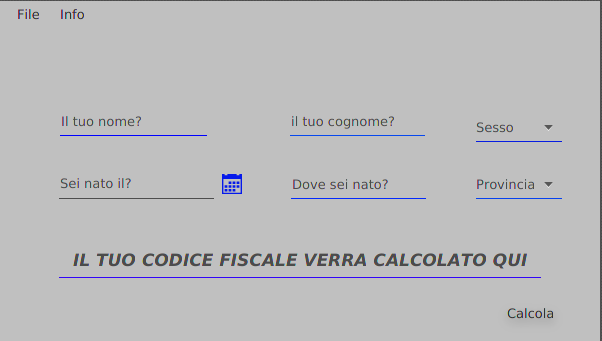 File Info
Il tuo nome? il tuo cognome? Sesso
Sei nato il? Dove sei nato? Provincia
IL TUO CODICE FISCALE VERRA CALCOLATO QUI
Calcola